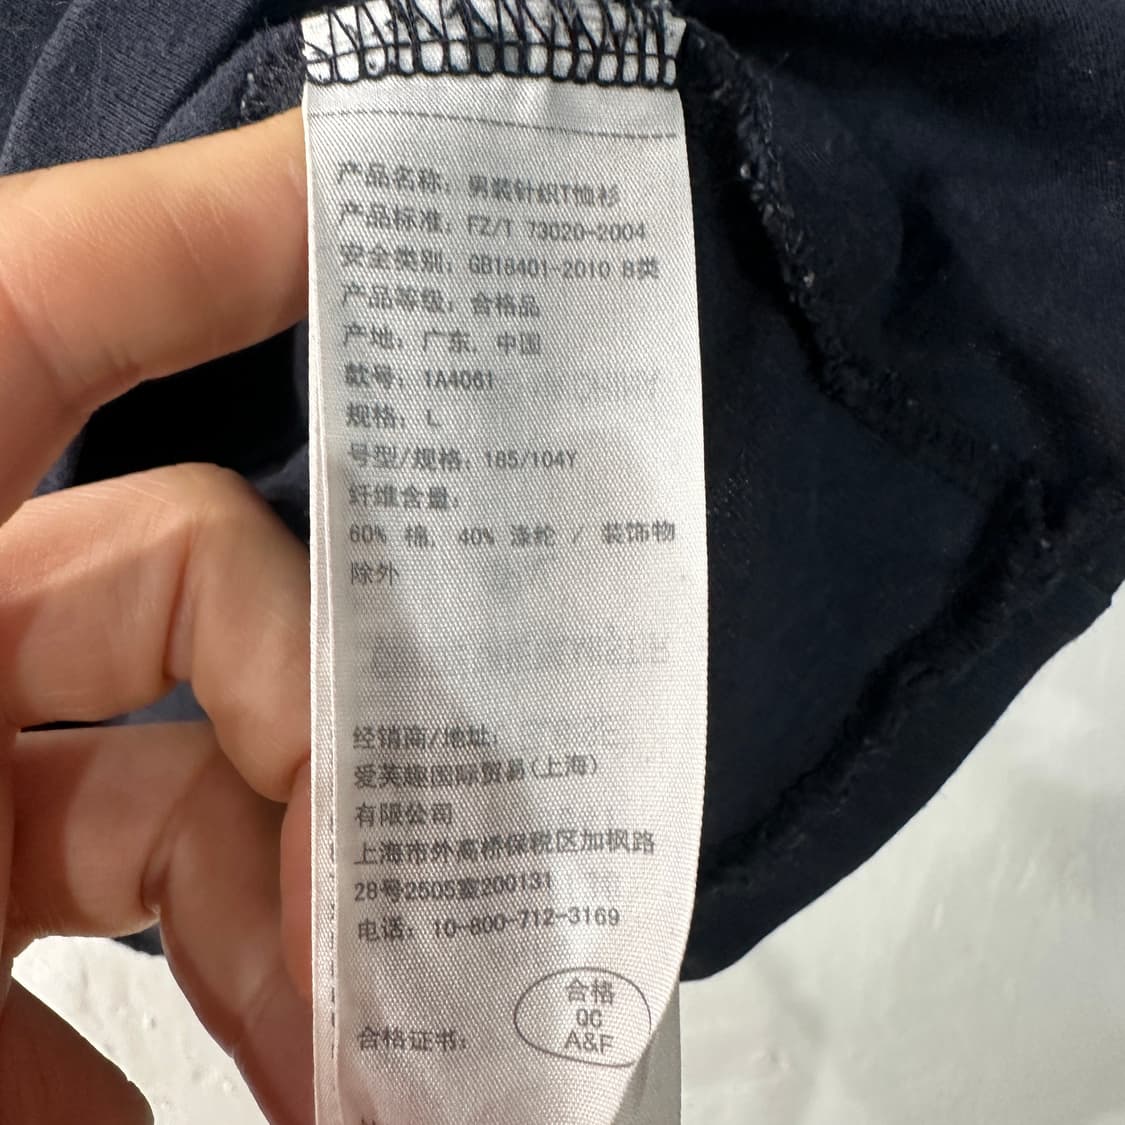 产品名称: 男装针织T恤衫
产品标准: FZ/T 73020-2004
安全类别: GB18401-2010 B类
产品等级: 合格品
产地: 广东, 中国
款号: 1A4061
规格: L
号型/规格: 185/104Y
纤维含量:
60% 棉, 40% 涤纶 / 装饰物
除外
经销商/地址:
爱芙趣国际贸易(上海)
有限公司
上海市外高桥保税区加枫路
28号2505室200131
电话: 10-800-712-3169
合格
QC
A&F
合格证书: